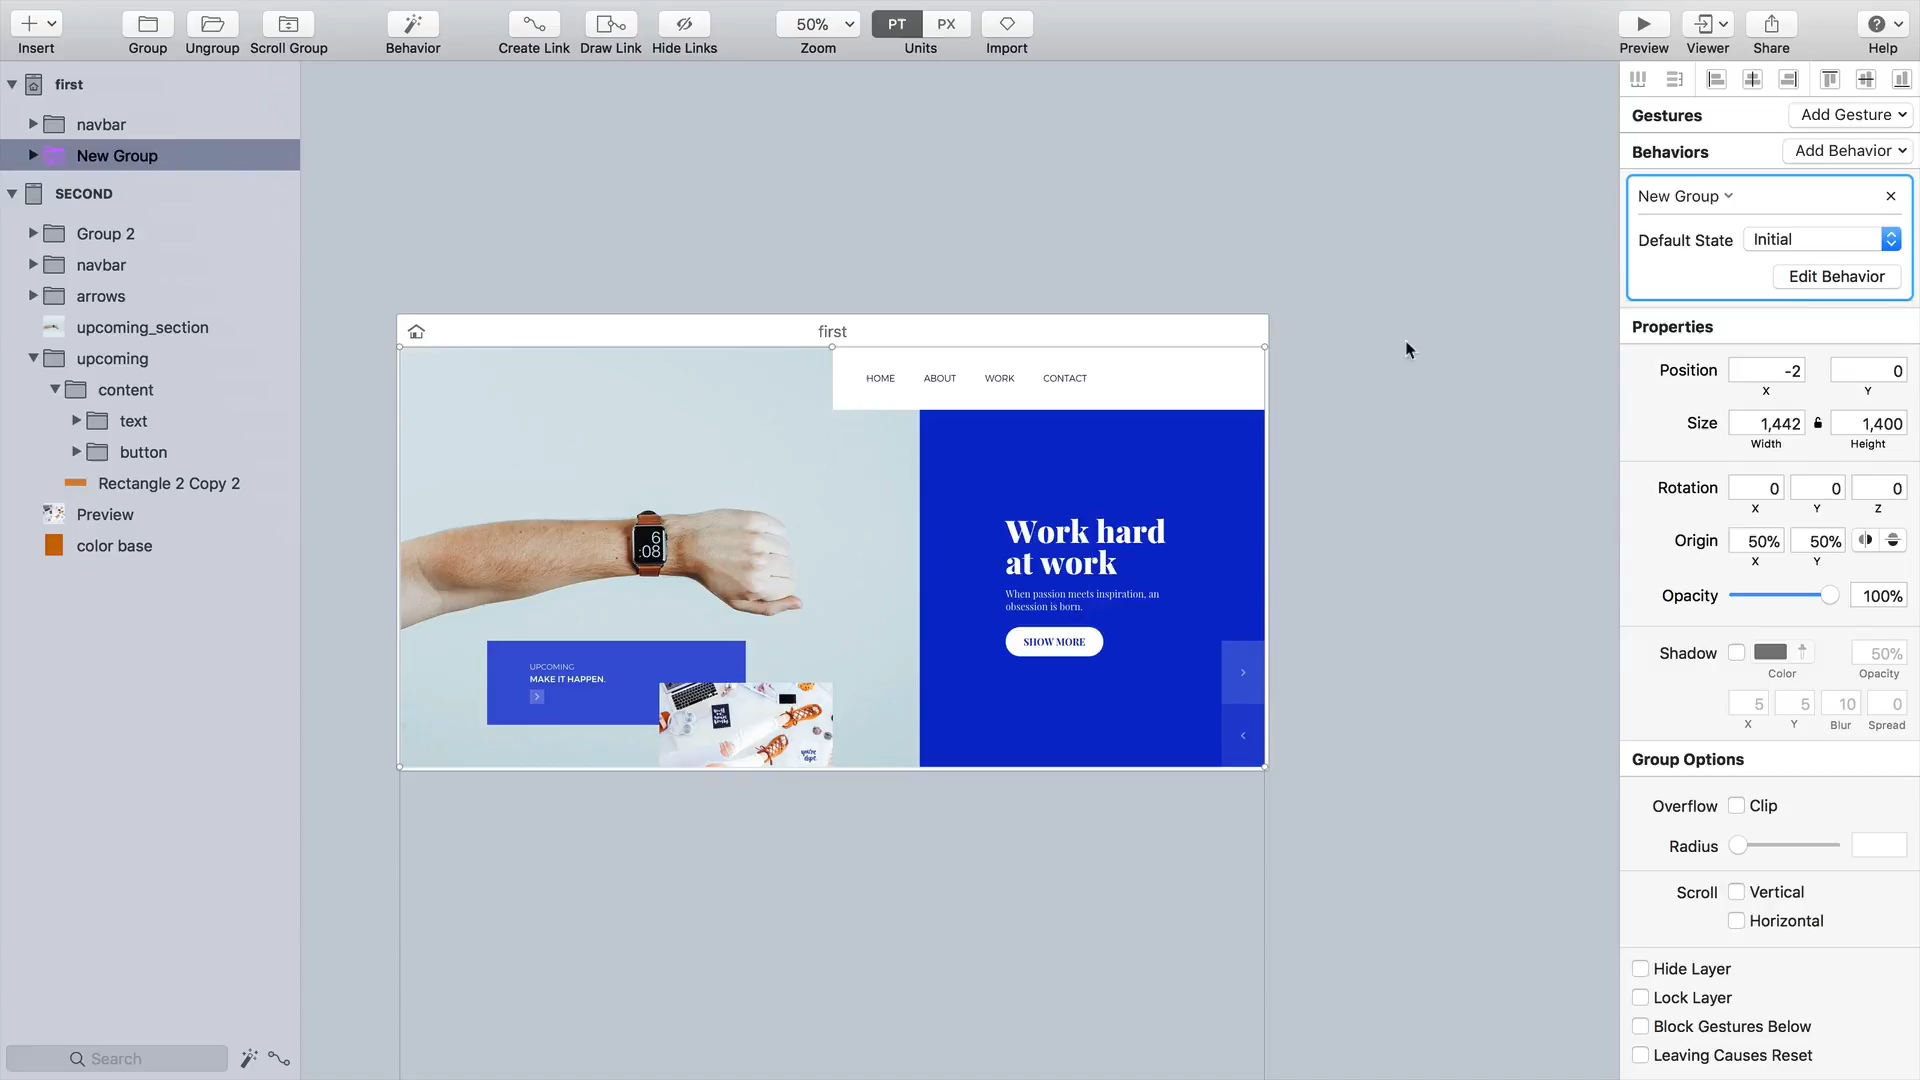 Insert
Group
Ungroup
Scroll Group
Behavior
Create Link
Draw Link
Hide Links
50%
Zoom
PT
PX
Units
Import
Preview
Viewer
Share
Help
first
navbar
New Group
SECOND
Group 2
navbar
arrows
upcoming_section
upcoming
content
text
button
Rectangle 2 Copy 2
Preview
color base
Search
first
HOME
ABOUT
WORK
CONTACT
6
:08
Work hard
at work
When passion meets inspiration, an
obsession is born.
SHOW MORE
UPCOMING
MAKE IT HAPPEN.
Gestures
Add Gesture
Behaviors
Add Behavior
New Group
Default State
Initial
Edit Behavior
Properties
Position
-2
0
X
Y
Size
1,442
1,400
Width
Height
Rotation
0
0
0
X
Y
Z
Origin
50%
50%
X
Y
Opacity
100%
Shadow
50%
Color
Opacity
5
5
10
0
X
Y
Blur
Spread
Group Options
Overflow
Clip
Radius
Scroll
Vertical
Horizontal
Hide Layer
Lock Layer
Block Gestures Below
Leaving Causes Reset